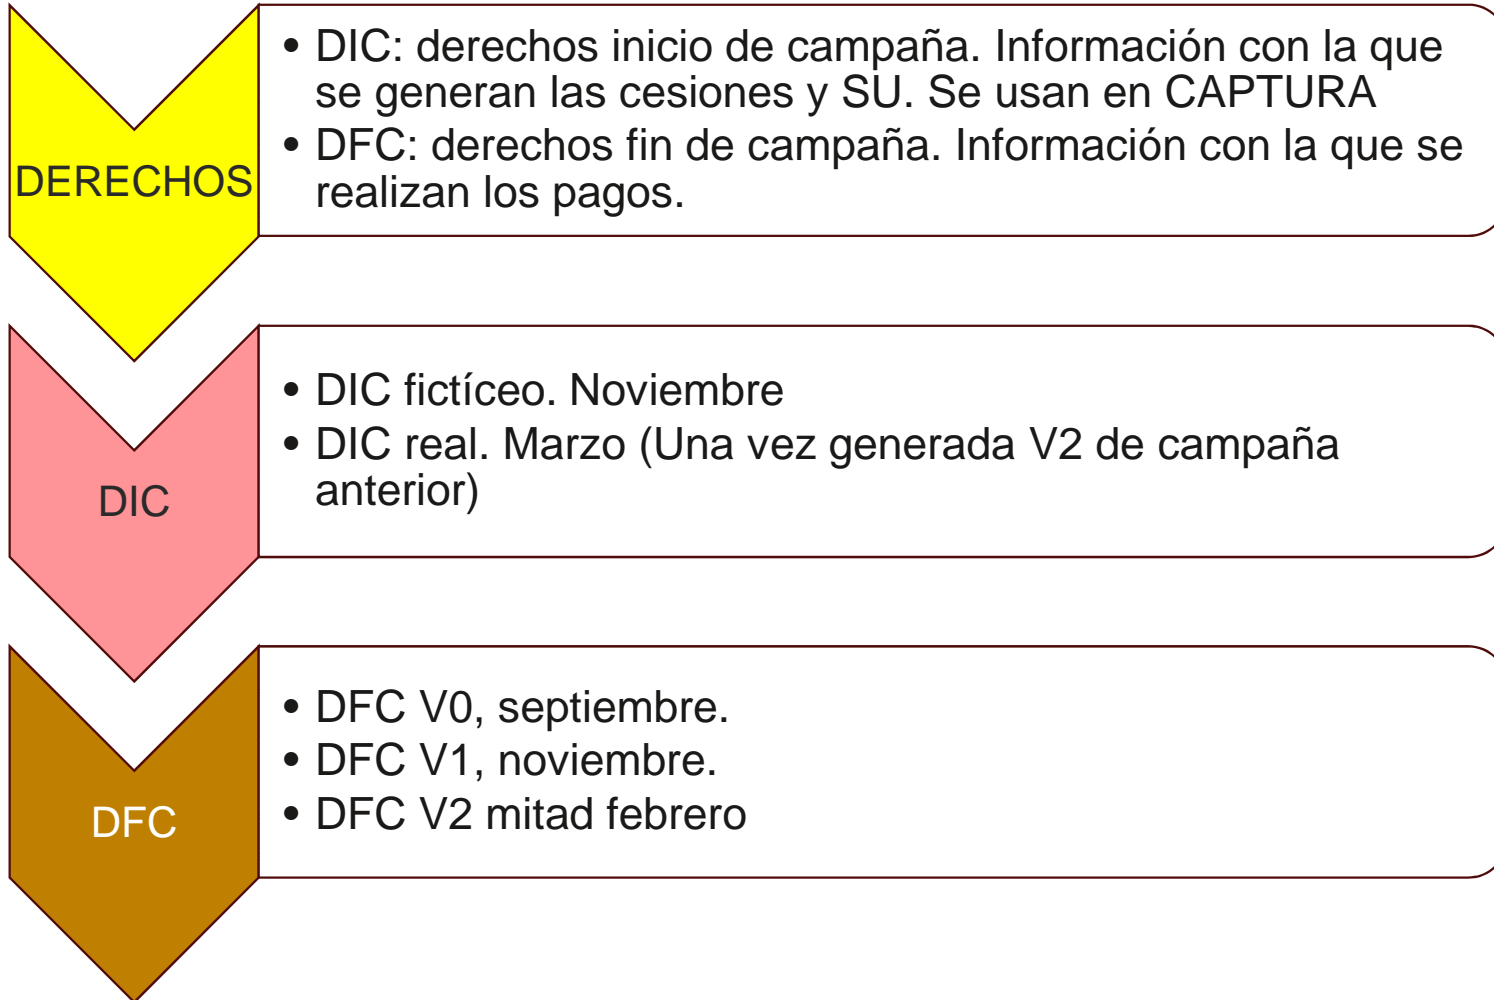 DERECHOS
• DIC: derechos inicio de campaña. Información con la que
se generan las cesiones y SU. Se usan en CAPTURA
• DFC: derechos fin de campaña. Información con la que se
realizan los pagos.
DIC
• DIC fictíceo. Noviembre
• DIC real. Marzo (Una vez generada V2 de campaña
anterior)
DFC
• DFC V0, septiembre.
• DFC V1, noviembre.
• DFC V2 mitad febrero